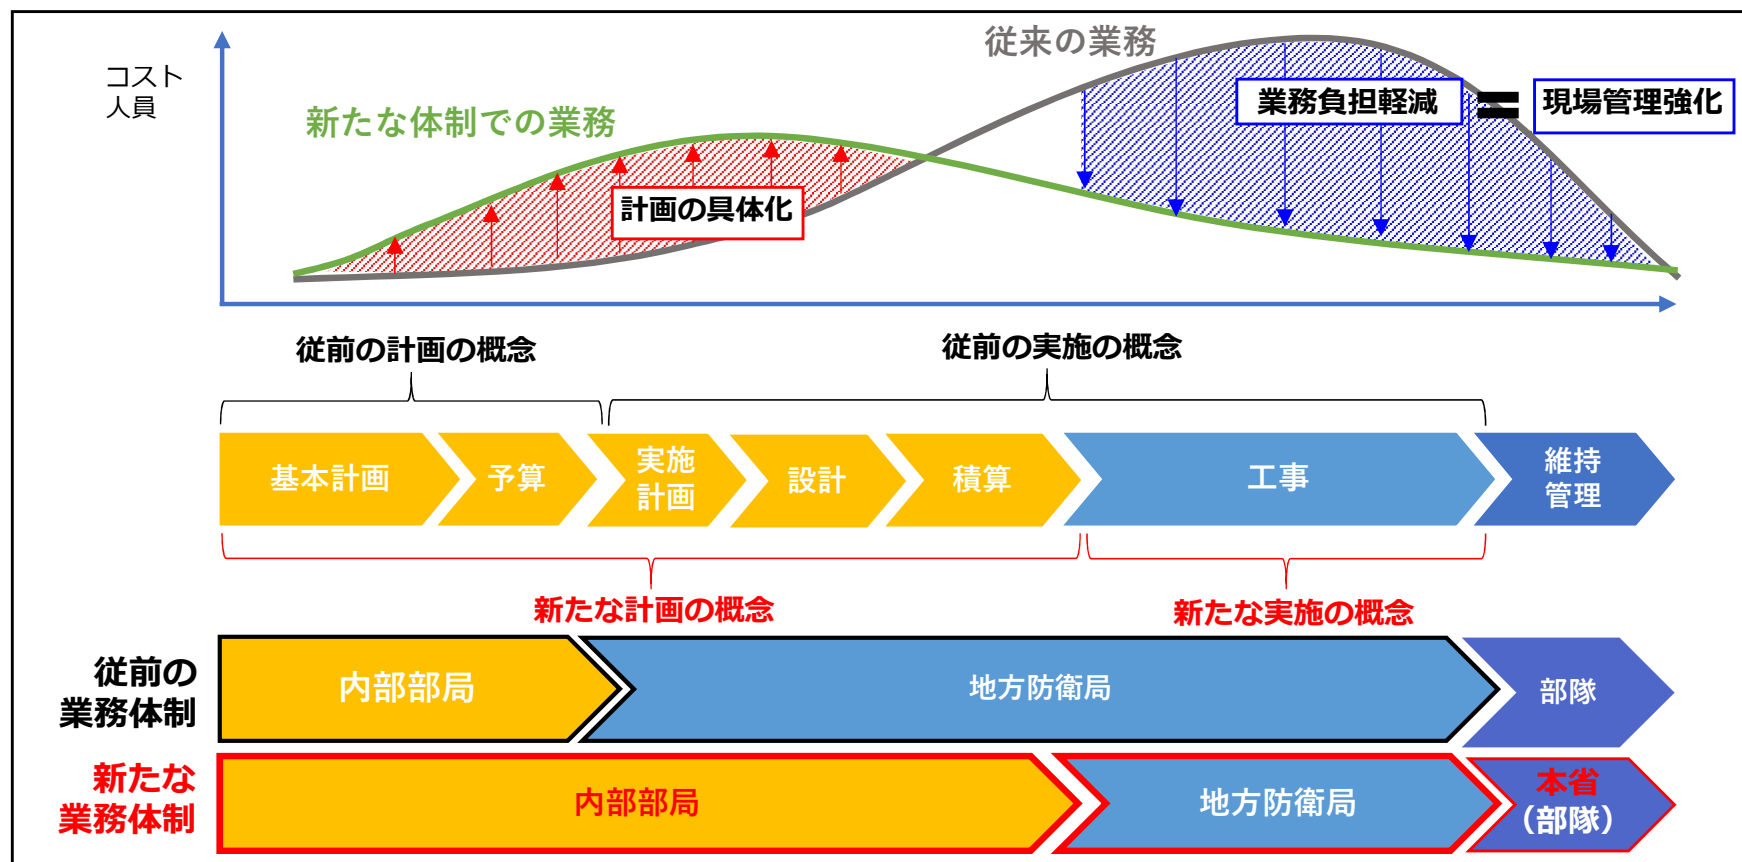 従来の業務
コスト
人員
新たな体制での業務
業務負担軽減
=
現場管理強化
計画の具体化
従前の計画の概念
従前の実施の概念
基本計画
予算
実施
計画
設計
積算
工事
維持
管理
新たな計画の概念
新たな実施の概念
従前の
業務体制
内部部局
地方防衛局
部隊
新たな
業務体制
内部部局
地方防衛局
本省
（部隊）